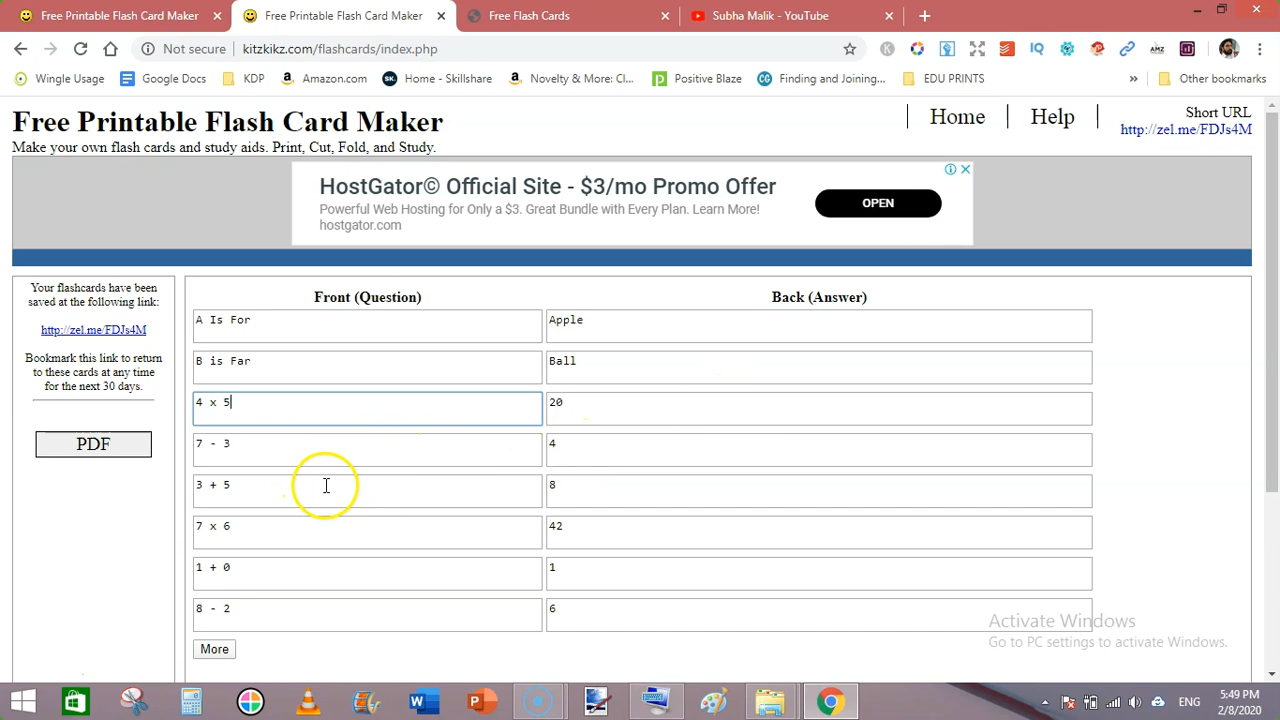 Free Printable Flash Card Maker
Free Printable Flash Card Maker
Free Flash Cards
Subha Malik - YouTube
Not secure
kitzkikz.com/flashcards/index.php
Wingle Usage
Google Docs
KDP
Amazon.com
Home - Skillshare
Novelty & More: Cl...
Positive Blaze
Finding and Joining...
EDU PRINTS
Other bookmarks
Free Printable Flash Card Maker
Make your own flash cards and study aids. Print, Cut, Fold, and Study.
Home
Help
Short URL
http://zel.me/FDJs4M
HostGator© Official Site - $3/mo Promo Offer
Powerful Web Hosting for Only a $3. Great Bundle with Every Plan. Learn More!
hostgator.com
OPEN
Your flashcards have been
saved at the following link:
http://zel.me/FDJs4M
Bookmark this link to return
to these cards at any time
for the next 30 days.
PDF
Front (Question)
Back (Answer)
A Is For
Apple
B is Far
Ball
4 x 5
20
7 - 3
4
3 + 5
8
7 x 6
42
1 + 0
1
8 - 2
6
More
Activate Windows
Go to PC settings to activate Windows.
ENG
5:49 PM
2/8/2020